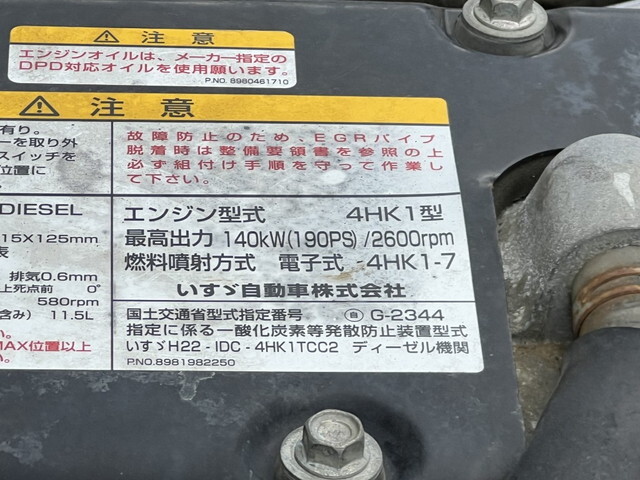 ⚠ 注意
エンジンオイルは、メーカー指定の
DPD対応オイルを使用願います。
P.NO. 8980461710
⚠ 注意
有り。
ーを取り外
スイッチを
位置に
故障防止のため、EGRパイプ
脱着時は整備要領書を参照の上
必ず組付け手順を守って作業し
て下さい。
DIESEL
15X125mm
排気0.6mm
上死点前 0°
580rpm
含み) 11.5L
MAX位置以上
エンジン型式 4HK1型
最高出力 140kW(190PS)/2600rpm
燃料噴射方式 電子式 -4HK1-7
いすゞ自動車株式会社
国土交通省型式指定番号 自 G-2344
指定に係る一酸化炭素等発散防止装置型式
いすゞH22-IDC-4HK1TCC2 ディーゼル機関
P.NO.8981982250